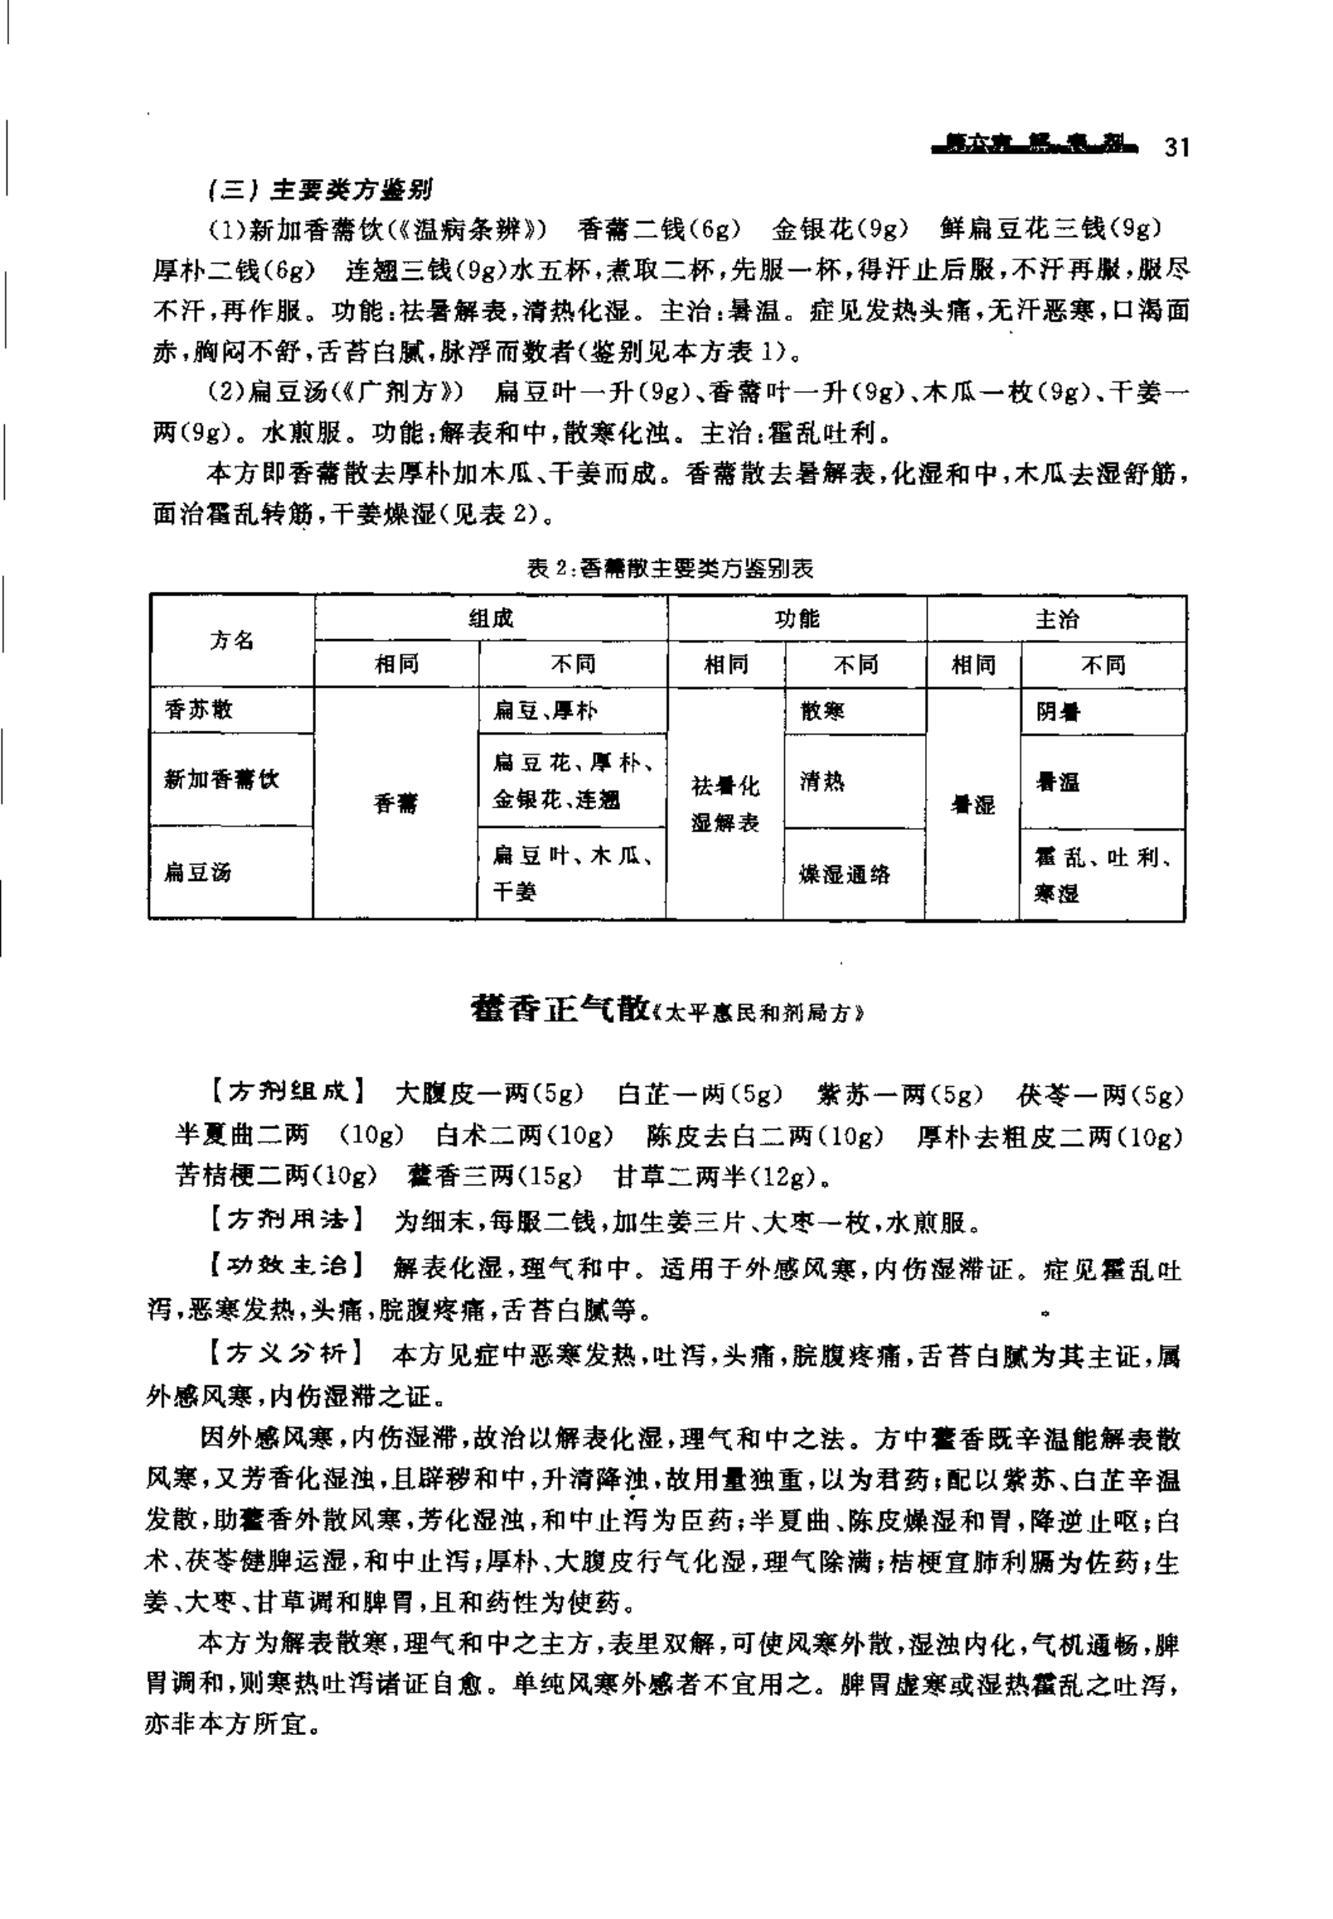 第六章 解表剂 31
(三) 主要类方鉴别
(1)新加香薷饮(《温病条辨》) 香薷二钱(6g) 金银花(9g) 鲜扁豆花三钱(9g)
厚朴二钱(6g) 连翘三钱(9g)水五杯,煮取二杯,先服一杯,得汗止后服,不汗再服,服尽
不汗,再作服。功能:祛暑解表,清热化湿。主治:暑温。症见发热头痛,无汗恶寒,口渴面
赤,胸闷不舒,舌苔白腻,脉浮而数者(鉴别见本方表1)。
(2)扁豆汤(《广剂方》) 扁豆叶一升(9g)、香薷叶一升(9g)、木瓜一枚(9g)、干姜一
两(9g)。水煎服。功能:解表和中,散寒化浊。主治:霍乱吐利。
本方即香薷散去厚朴加木瓜、干姜而成。香薷散去暑解表,化湿和中,木瓜去湿舒筋,
面治霍乱转筋,干姜燥湿(见表2)。
表2:香薷散主要类方鉴别表
方名 组成 功能 主治
相同 不同 相同 不同 相同 不同
香苏散 扁豆、厚朴 散寒 阴暑
新加香薷饮 香薷 扁豆花、厚朴、
金银花、连翘 祛暑化
湿解表 清热 暑湿 暑温
扁豆汤 扁豆叶、木瓜、
干姜 燥湿通络 霍乱、吐利、
寒湿
藿香正气散《太平惠民和剂局方》
【方剂组成】 大腹皮一两(5g) 白芷一两(5g) 紫苏一两(5g) 茯苓一两(5g)
半夏曲二两 (10g) 白术二两(10g) 陈皮去白二两(10g) 厚朴去粗皮二两(10g)
苦桔梗二两(10g) 藿香三两(15g) 甘草二两半(12g)。
【方剂用法】 为细末,每服二钱,加生姜三片、大枣一枚,水煎服。
【功效主治】 解表化湿,理气和中。适用于外感风寒,内伤湿滞证。症见霍乱吐
泻,恶寒发热,头痛,脘腹疼痛,舌苔白腻等。
【方义分析】 本方见症中恶寒发热,吐泻,头痛,脘腹疼痛,舌苔白腻为其主证,属
外感风寒,内伤湿滞之证。
因外感风寒,内伤湿滞,故治以解表化湿,理气和中之法。方中藿香既辛温能解表散
风寒,又芳香化湿浊,且辟秽和中,升清降浊,故用量独重,以为君药;配以紫苏、白芷辛温
发散,助藿香外散风寒,芳化湿浊,和中止泻为臣药;半夏曲、陈皮燥湿和胃,降逆止呕;白
术、茯苓健脾运湿,和中止泻;厚朴、大腹皮行气化湿,理气除满;桔梗宣肺利膈为佐药;生
姜、大枣、甘草调和脾胃,且和药性为使药。
本方为解表散寒,理气和中之主方,表里双解,可使风寒外散,湿浊内化,气机通畅,脾
胃调和,则寒热吐泻诸证自愈。单纯风寒外感者不宜用之。脾胃虚寒或湿热霍乱之吐泻,
亦非本方所宜。